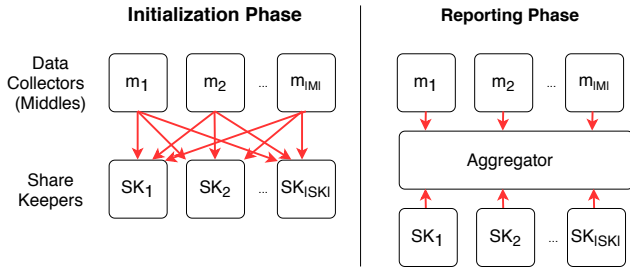 Initialization Phase
Data
Collectors
(Middles)
m1
m2
...
m|M|
Share
Keepers
SK1
SK2
...
SK|SK|
Reporting Phase
m1
m2
...
m|M|
Aggregator
SK1
SK2
...
SK|SK|